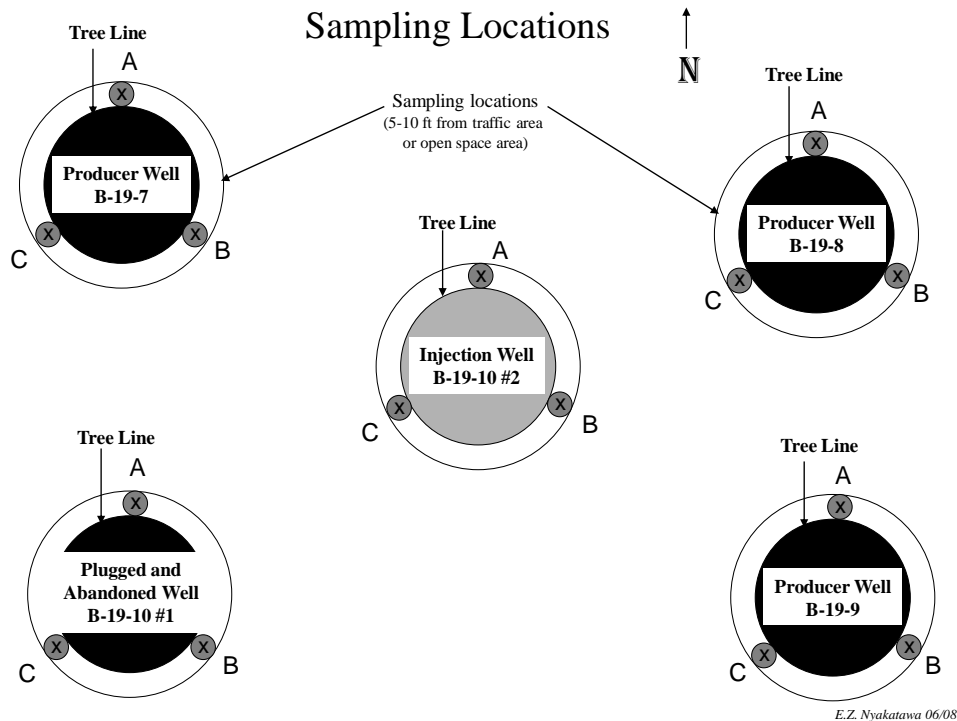 Sampling Locations
N
Tree Line
A
X
Producer Well
B-19-7
X
C
X
B
Sampling locations
(5-10 ft from traffic area
or open space area)
Tree Line
A
X
Producer Well
B-19-8
X
C
X
B
Tree Line
A
X
Injection Well
B-19-10 #2
X
C
X
B
Tree Line
A
X
Plugged and
Abandoned Well
B-19-10 #1
X
C
X
B
Tree Line
A
X
Producer Well
B-19-9
X
C
X
B
E.Z. Nyakatawa 06/08